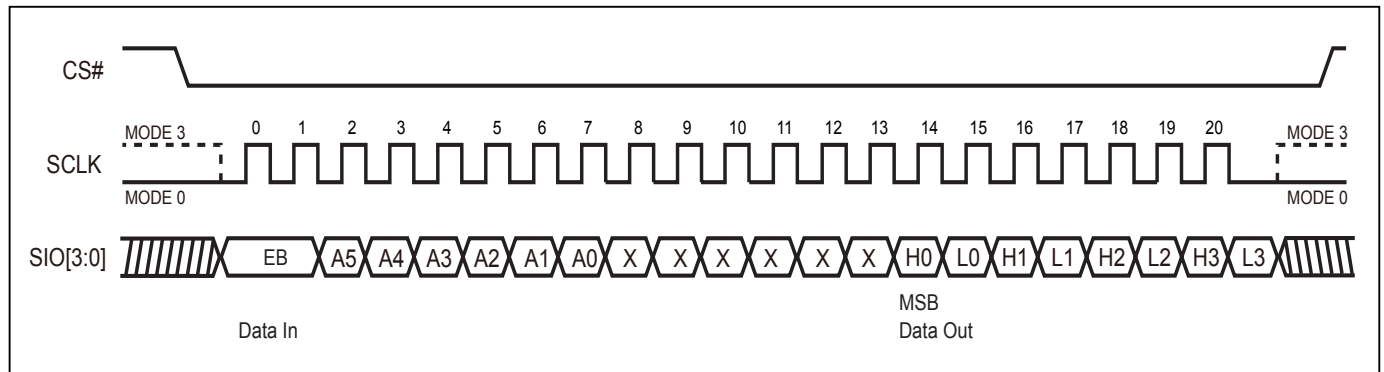 CS#
MODE 3 0 1 2 3 4 5 6 7 8 9 10 11 12 13 14 15 16 17 18 19 20 MODE 3
SCLK
MODE 0 MODE 0
SIO[3:0] EB A5 A4 A3 A2 A1 A0 X X X X X X H0 L0 H1 L1 H2 L2 H3 L3
MSB
Data In Data Out